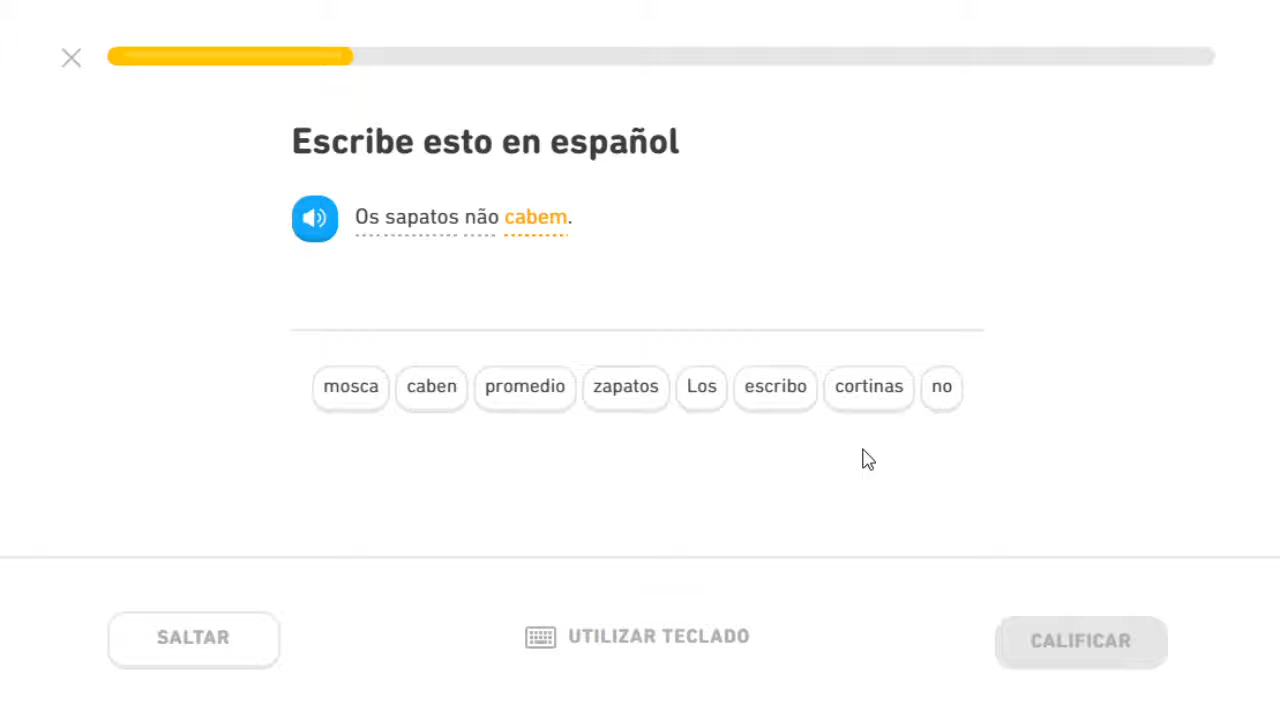 Escribe esto en español
Os sapatos não cabem.
mosca caben promedio zapatos Los escribo cortinas no
SALTAR UTILIZAR TECLADO CALIFICAR